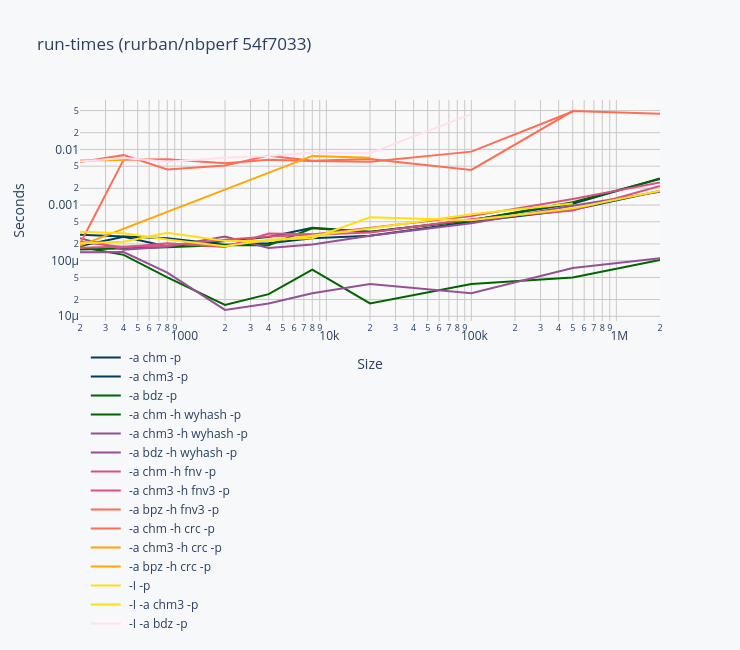 run-times (rurban/nbperf 54f7033)
Seconds
5
2
0.01
5
2
0.001
5
2
100μ
5
2
10μ
2 3 4 5 6 7 8 9 1000 2 3 4 5 6 7 8 9 10k 2 3 4 5 6 7 8 9 100k 2 3 4 5 6 7 8 9 1M 2
Size
-a chm -p
-a chm3 -p
-a bdz -p
-a chm -h wyhash -p
-a chm3 -h wyhash -p
-a bdz -h wyhash -p
-a chm -h fnv -p
-a chm3 -h fnv3 -p
-a bpz -h fnv3 -p
-a chm -h crc -p
-a chm3 -h crc -p
-a bpz -h crc -p
-I -p
-I -a chm3 -p
-I -a bdz -p